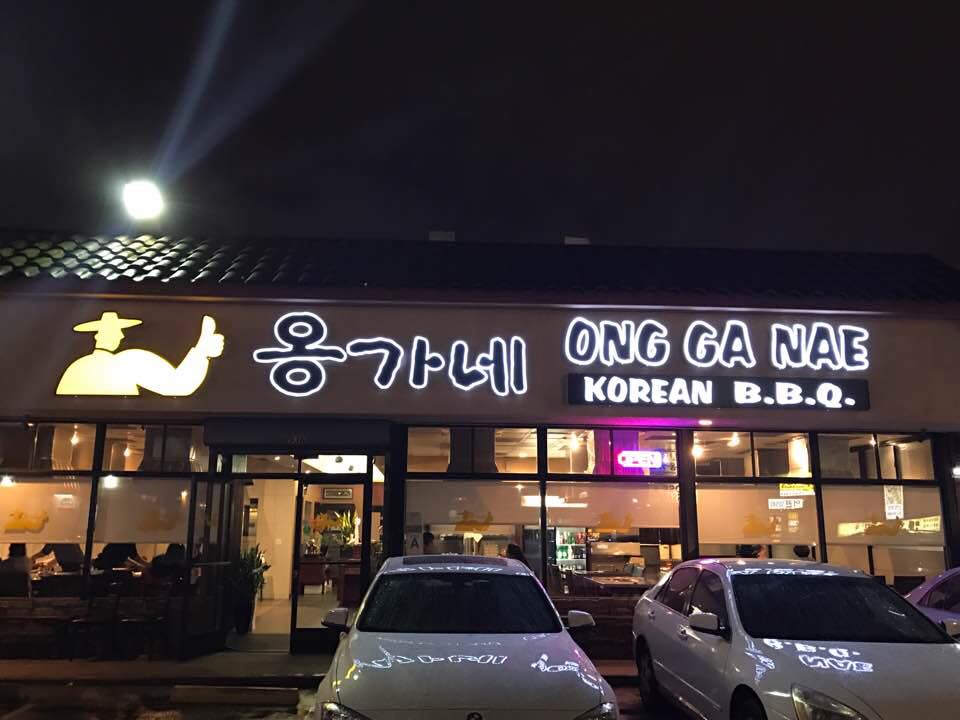 옹가네
ONG GA NAE
KOREAN B.B.Q.
OPEN
A